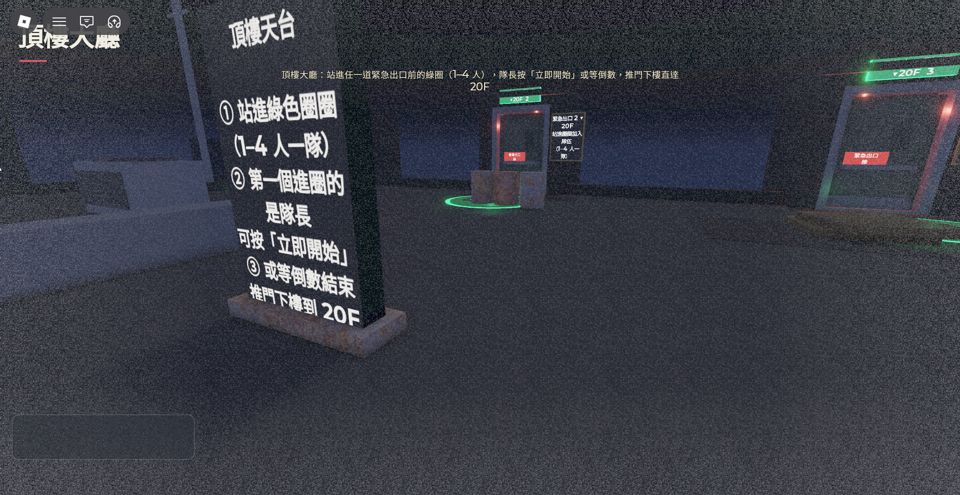 頂樓大廳
頂樓天台
頂樓大廳：站進任一道緊急出口前的綠圈（1–4 人），隊長按「立即開始」或等倒數，推門下樓直達
20F
① 站進綠色圈圈
（1–4 人一隊）
② 第一個進圈的
是隊長
可按「立即開始」
③ 或等倒數結束
推門下樓到 20F
▼20F 2
緊急出口 2 ▼
20F
（1–4 人一
隊）
▼20F 3
緊急出口